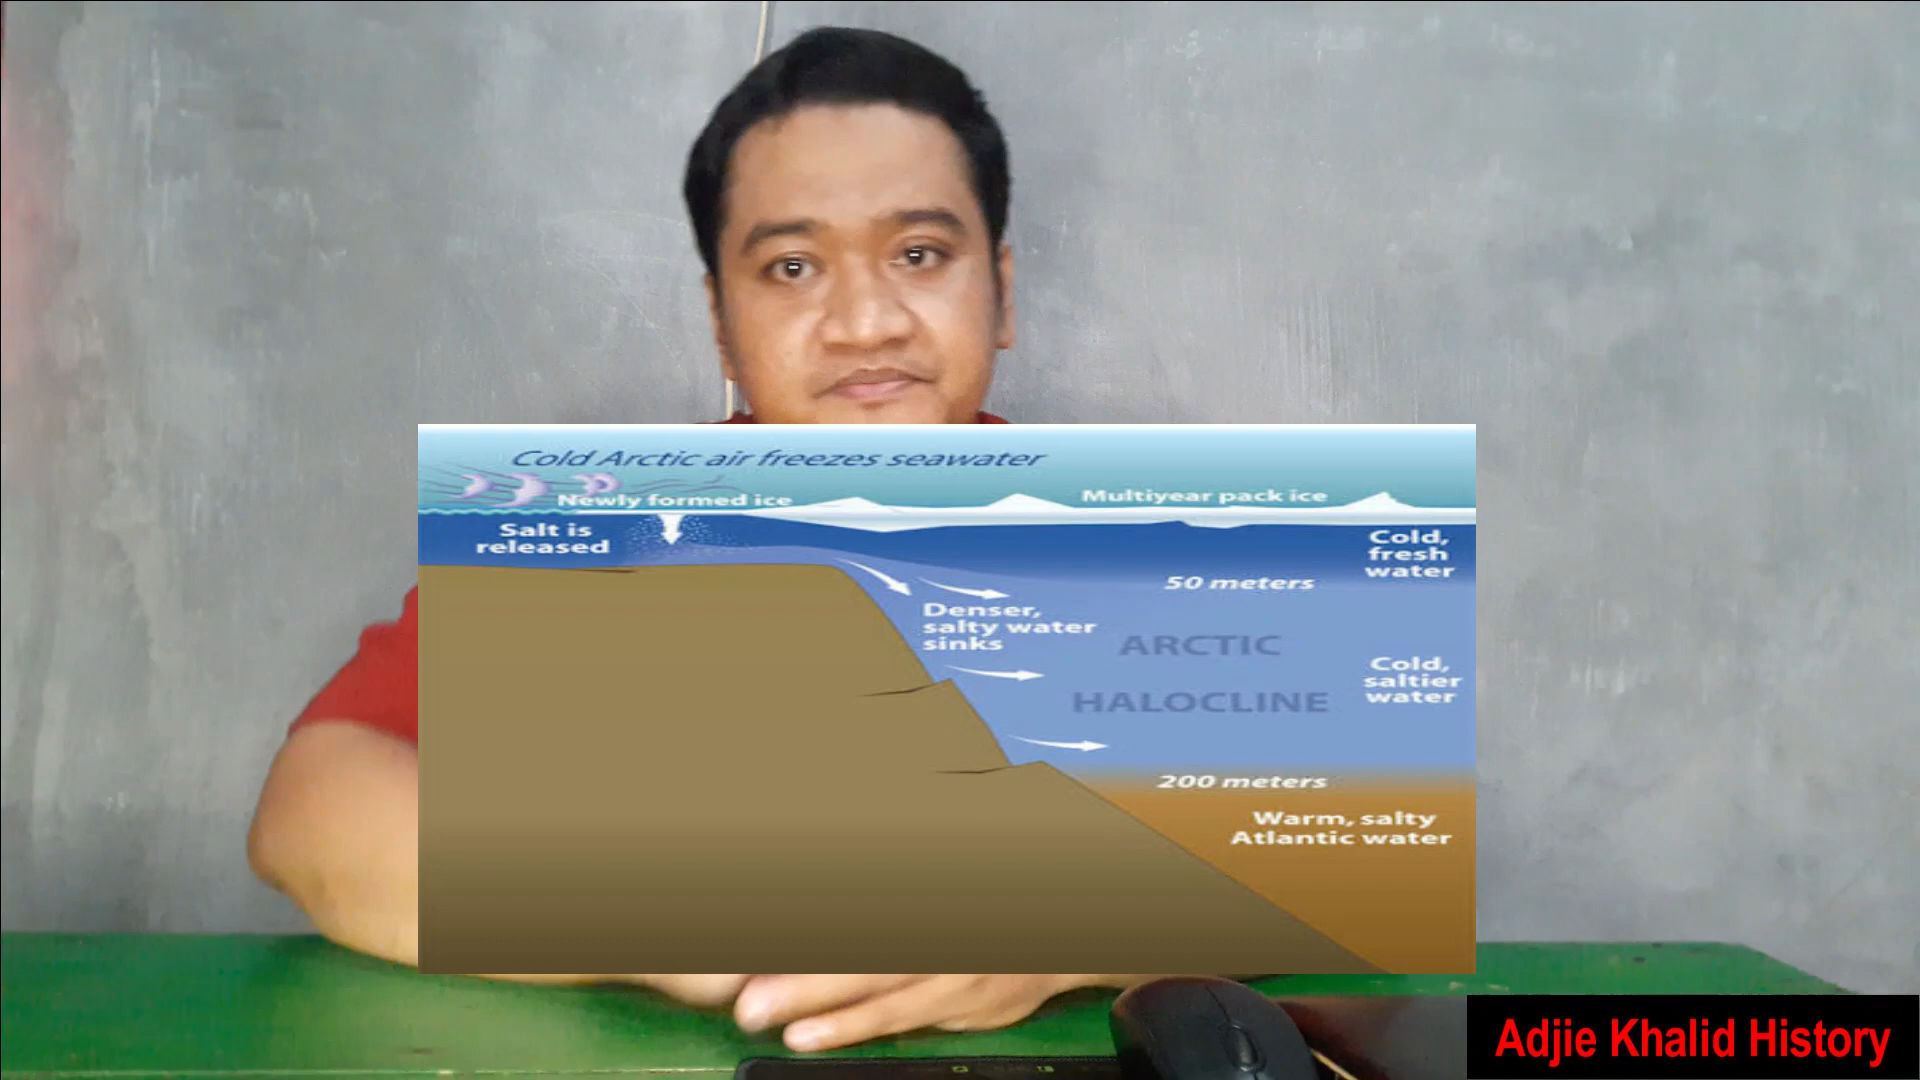 Cold Arctic air freezes seawater
Newly formed ice
Multiyear pack ice
Salt is
released
Cold,
fresh
water
50 meters
Denser,
salty water
sinks
ARCTIC
HALOCLINE
Cold,
saltier
water
200 meters
Warm, salty
Atlantic water
Adjie Khalid History